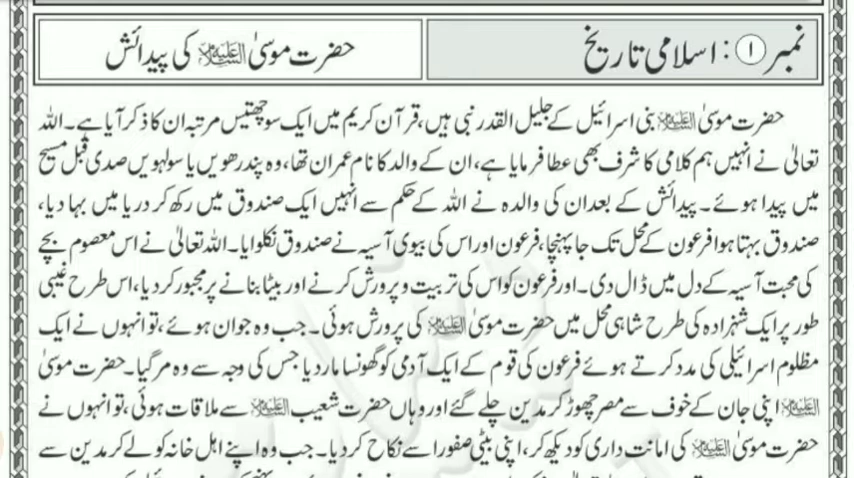 نمبر ①: اسلامی تاریخ
حضرت موسیٰ علیہ السلام کی پیدائش
حضرت موسیٰ علیہ السلام بنی اسرائیل کے جلیل القدر نبی ہیں، قرآن کریم میں ایک سو چھتیس مرتبہ ان کا ذکر آیا ہے۔ اللہ
تعالیٰ نے انہیں ہم کلامی کا شرف بھی عطا فرمایا ہے، ان کے والد کا نام عمران تھا، وہ پندرھویں یا سولہویں صدی قبل مسیح
میں پیدا ہوئے۔ پیدائش کے بعد ان کی والدہ نے اللہ کے حکم سے انہیں ایک صندوق میں رکھ کر دریا میں بہا دیا،
صندوق بہتا ہوا فرعون کے محل تک جا پہنچا، فرعون اور اس کی بیوی آسیہ نے صندوق نکلوایا۔ اللہ تعالیٰ نے اس معصوم بچے
کی محبت آسیہ کے دل میں ڈال دی۔ اور فرعون کو اس کی تربیت و پرورش کرنے اور بیٹا بنانے پر مجبور کر دیا، اس طرح غیبی
طور پر ایک شہزادہ کی طرح شاہی محل میں حضرت موسیٰ علیہ السلام کی پرورش ہوئی۔ جب وہ جوان ہوئے، تو انہوں نے ایک
مظلوم اسرائیلی کی مدد کرتے ہوئے فرعون کی قوم کے ایک آدمی کو گھونسا مار دیا جس کی وجہ سے وہ مر گیا۔ حضرت موسیٰ
علیہ السلام اپنی جان کے خوف سے مصر چھوڑ کر مدین چلے گئے اور وہاں حضرت شعیب علیہ السلام سے ملاقات ہوئی، تو انہوں نے
حضرت موسیٰ علیہ السلام کی امانت داری کو دیکھ کر، اپنی بیٹی صفورا سے نکاح کر دیا۔ جب وہ اپنے اہل خانہ کو لے کر مدین سے